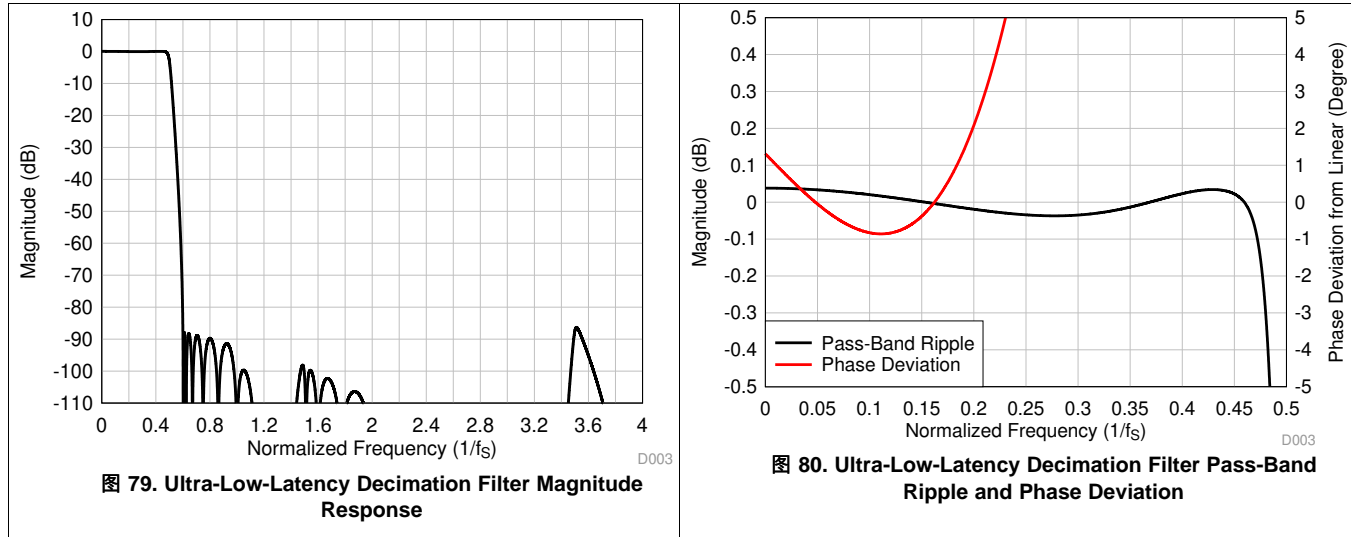 10
0
-10
-20
-30
-40
-50
-60
-70
-80
-90
-100
-110
Magnitude (dB)
0 0.4 0.8 1.2 1.6 2 2.4 2.8 3.2 3.6 4
Normalized Frequency (1/fS)
D003
图 79. Ultra-Low-Latency Decimation Filter Magnitude
Response
0.5
0.4
0.3
0.2
0.1
0
-0.1
-0.2
-0.3
-0.4
-0.5
Magnitude (dB)
5
4
3
2
1
0
-1
-2
-3
-4
-5
Phase Deviation from Linear (Degree)
Pass-Band Ripple
Phase Deviation
0 0.05 0.1 0.15 0.2 0.25 0.3 0.35 0.4 0.45 0.5
Normalized Frequency (1/fS)
D003
图 80. Ultra-Low-Latency Decimation Filter Pass-Band
Ripple and Phase Deviation